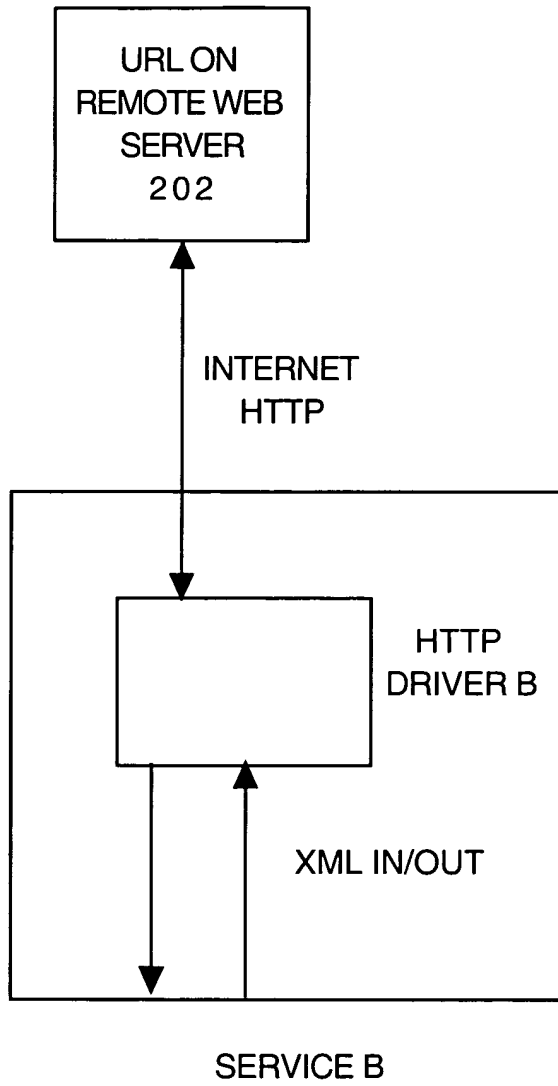 URL ON
REMOTE WEB
SERVER
202
INTERNET
HTTP
HTTP
DRIVER B
XML IN/OUT
SERVICE B